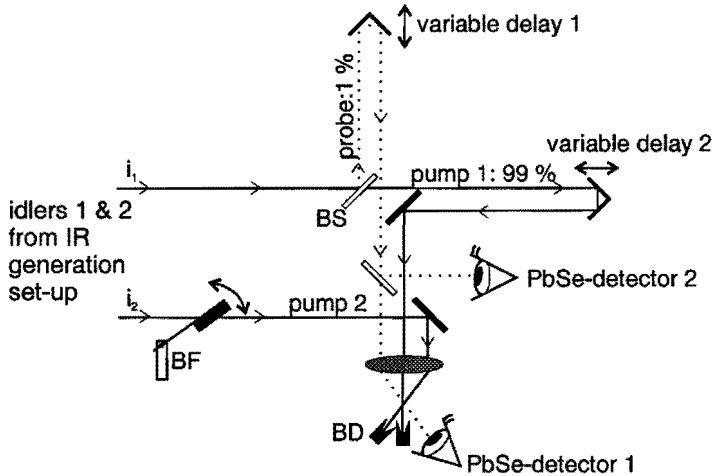 variable delay 1
probe:1 %
variable delay 2
i₁
pump 1: 99 %
BS
idlers 1 & 2
from IR
generation
set-up
PbSe-detector 2
i₂
pump 2
BF
BD
PbSe-detector 1